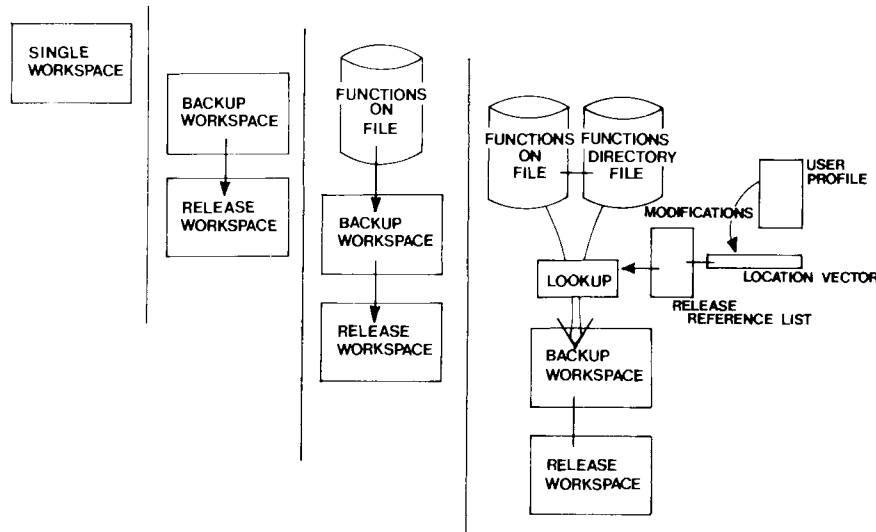 SINGLE
WORKSPACE
BACKUP
WORKSPACE
RELEASE
WORKSPACE
FUNCTIONS
ON
FILE
BACKUP
WORKSPACE
RELEASE
WORKSPACE
FUNCTIONS
ON
FILE
FUNCTIONS
DIRECTORY
FILE
USER
PROFILE
MODIFICATIONS
LOCATION VECTOR
RELEASE
REFERENCE LIST
LOOKUP
BACKUP
WORKSPACE
RELEASE
WORKSPACE